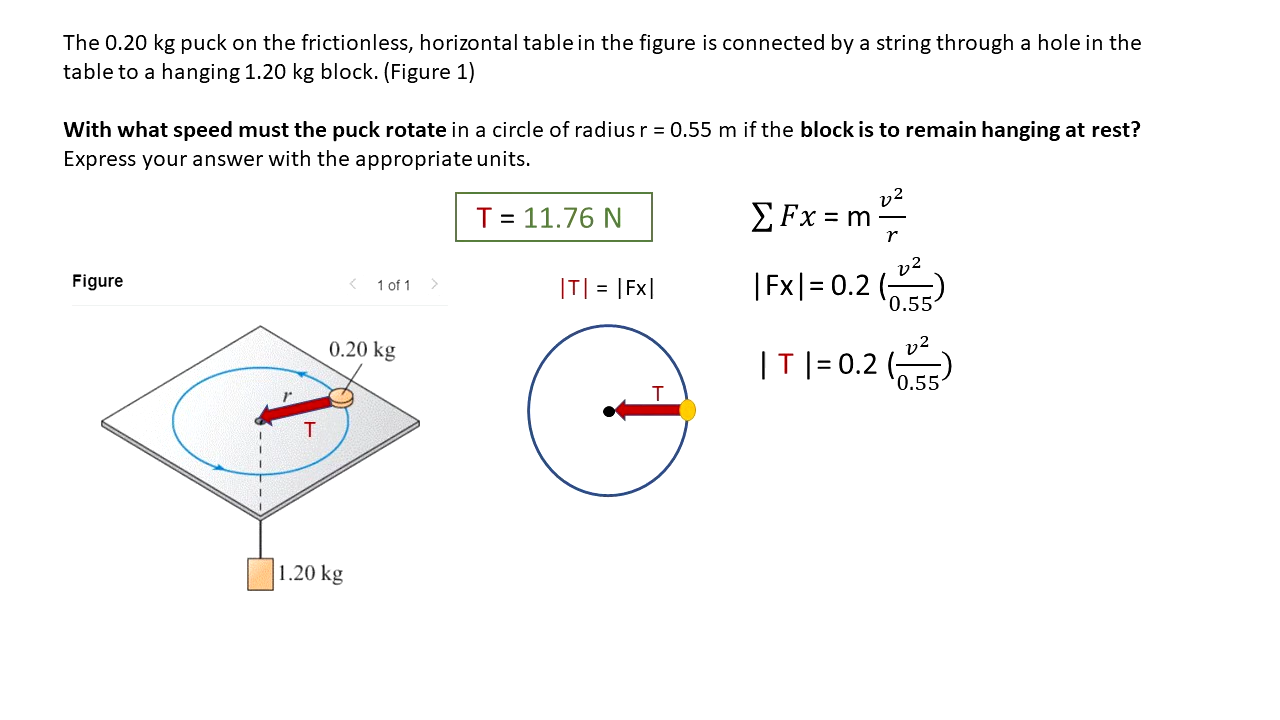 The 0.20 kg puck on the frictionless, horizontal table in the figure is connected by a string through a hole in the
table to a hanging 1.20 kg block. (Figure 1)
With what speed must the puck rotate in a circle of radius r = 0.55 m if the block is to remain hanging at rest?
Express your answer with the appropriate units.
T = 11.76 N
∑ Fx = m v²/r
Figure
< 1 of 1 >
|T| = |Fx|
|Fx|= 0.2 (v²/0.55)
0.20 kg
r
T
T
| T |= 0.2 (v²/0.55)
1.20 kg